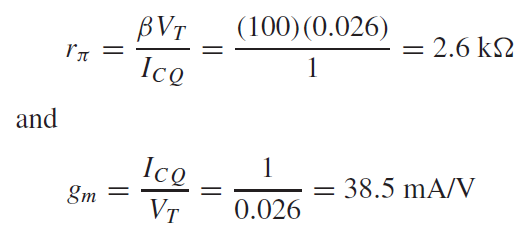 r_π = βV_T / I_CQ = (100)(0.026) / 1 = 2.6 kΩ
and
g_m = I_CQ / V_T = 1 / 0.026 = 38.5 mA/V